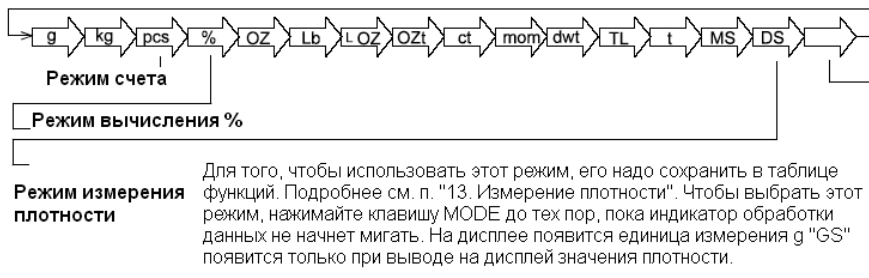 g kg pcs % OZ Lb L OZ OZt ct mom dwt TL t MS DS
Режим счета
Режим вычисления %
Режим измерения
плотности
Для того, чтобы использовать этот режим, его надо сохранить в таблице
функций. Подробнее см. п. "13. Измерение плотности". Чтобы выбрать этот
режим, нажимайте клавишу MODE до тех пор, пока индикатор обработки
данных не начнет мигать. На дисплее появится единица измерения g "GS"
появится только при выводе на дисплей значения плотности.